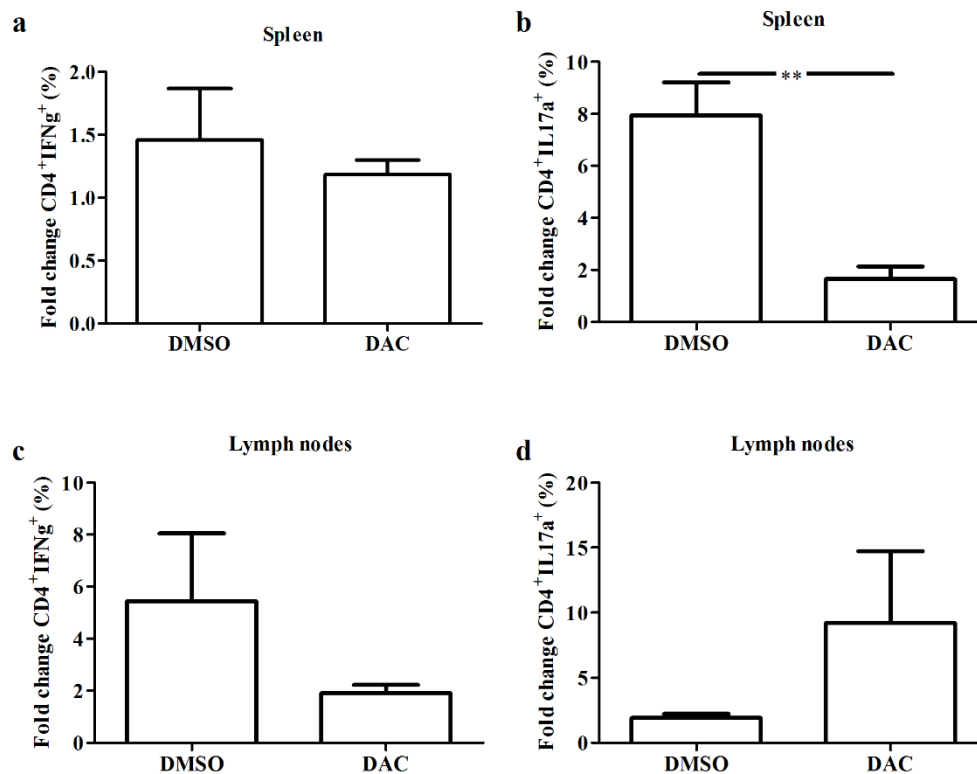 a
Spleen
Fold change CD4⁺IFNg⁺ (%)
2.0
1.5
1.0
0.5
0.0
DMSO DAC
b
Spleen
Fold change CD4⁺IL17a⁺ (%)
10
8
6
4
2
0
**
DMSO DAC
c
Lymph nodes
Fold change CD4⁺IFNg⁺ (%)
10
8
6
4
2
0
DMSO DAC
d
Lymph nodes
Fold change CD4⁺IL17a⁺ (%)
20
15
10
5
0
DMSO DAC